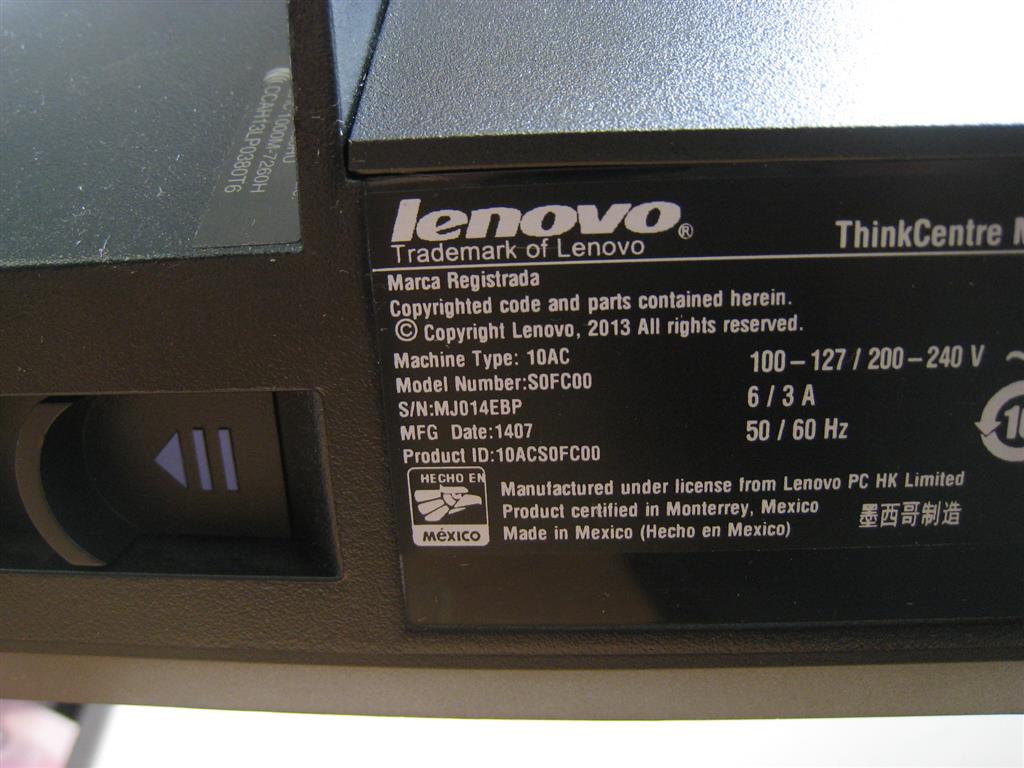 lenovo®
Trademark of Lenovo
ThinkCentre
Marca Registrada
Copyrighted code and parts contained herein.
© Copyright Lenovo, 2013 All rights reserved.
Machine Type: 10AC
Model Number:S0FC00
S/N:MJ014EBP
MFG Date:1407
Product ID:10ACS0FC00
100-127 / 200-240 V ~
6 / 3 A
50 / 60 Hz
10
HECHO EN
MÉXICO
Manufactured under license from Lenovo PC HK Limited
Product certified in Monterrey, Mexico
Made in Mexico (Hecho en Mexico)
墨西哥制造
CCAH13LP0380T6